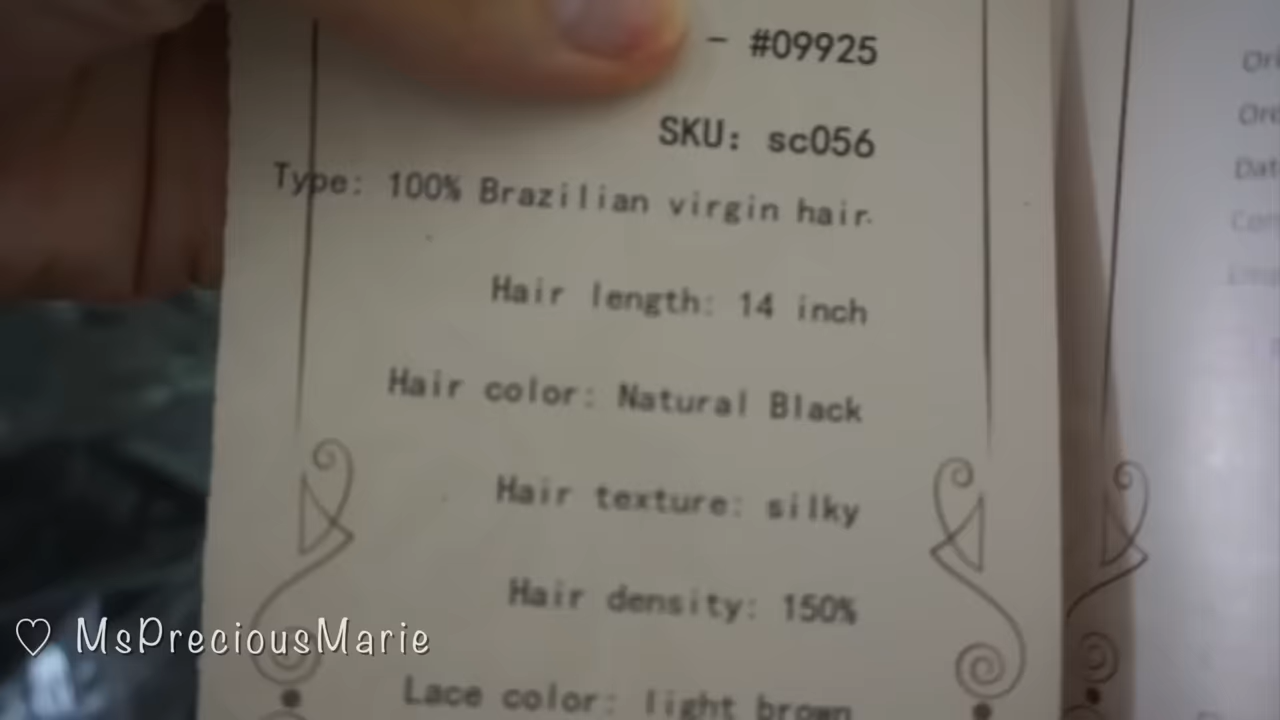 - #09925
SKU: sc056
Type: 100% Brazilian virgin hair.
Hair length: 14 inch
Hair color: Natural Black
Hair texture: silky
Hair density: 150%
♡ MsPreciousMarie
Lace color: light brown